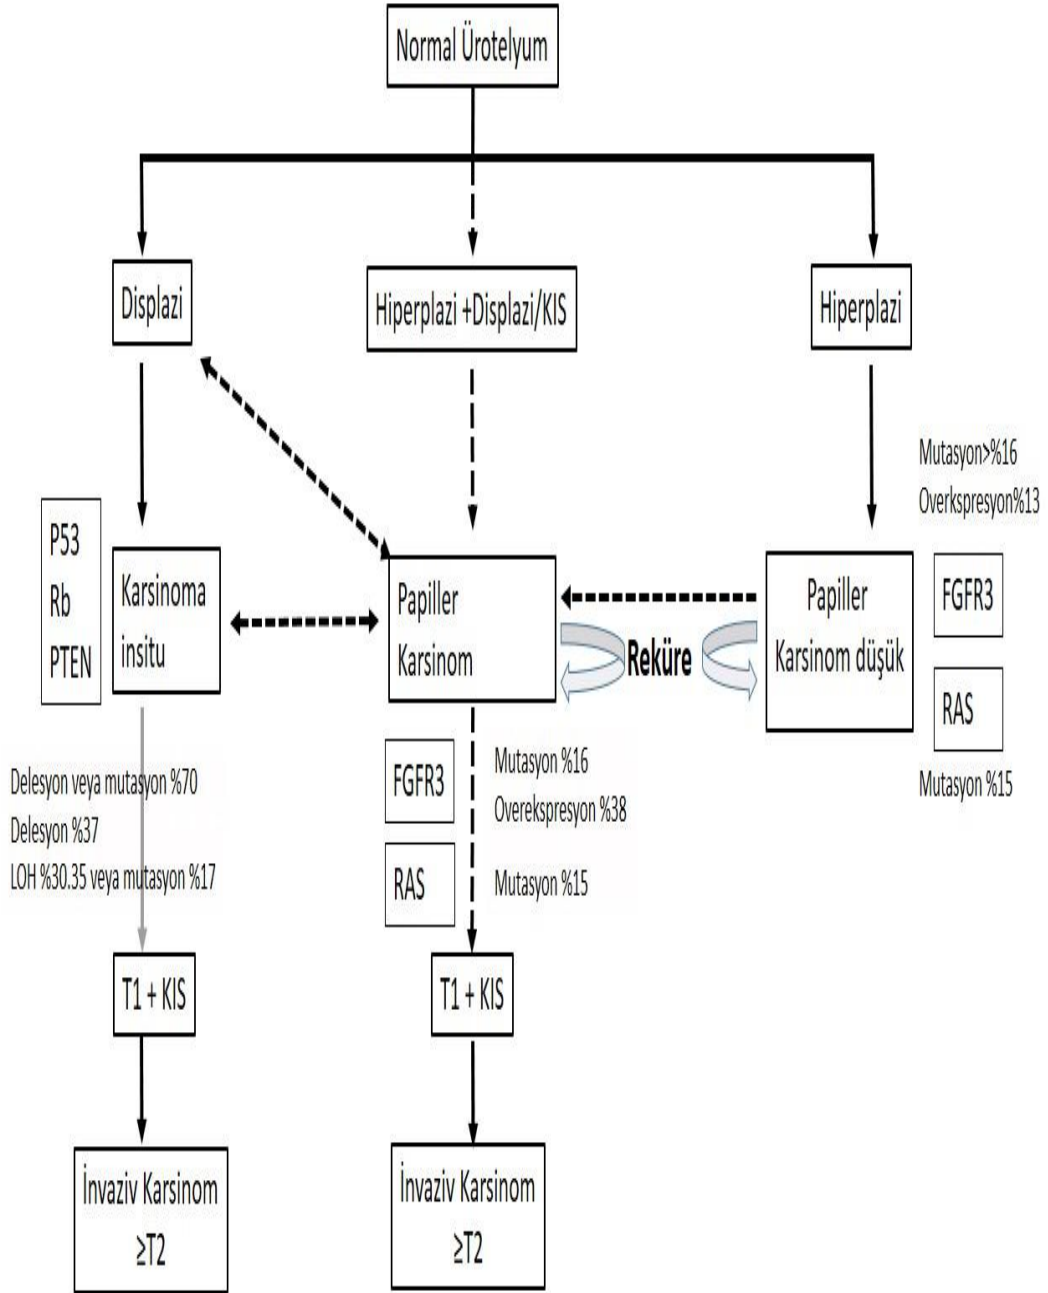 Normal Ürotelyum
Displazi
Hiperplazi +Displazi/KIS
Hiperplazi
Mutasyon>%16
Overkspresyon%13
P53
Rb
PTEN
Karsinoma
insitu
Papiller
Karsinom
Reküre
Papiller
Karsinom düşük
FGFR3
RAS
Mutasyon %15
Delesyon veya mutasyon %70
Delesyon %37
LOH %30.35 veya mutasyon %17
FGFR3
Mutasyon %16
Overekspresyon %38
RAS
Mutasyon %15
T1 + KIS
T1 + KIS
İnvaziv Karsinom
≥T2
İnvaziv Karsinom
≥T2